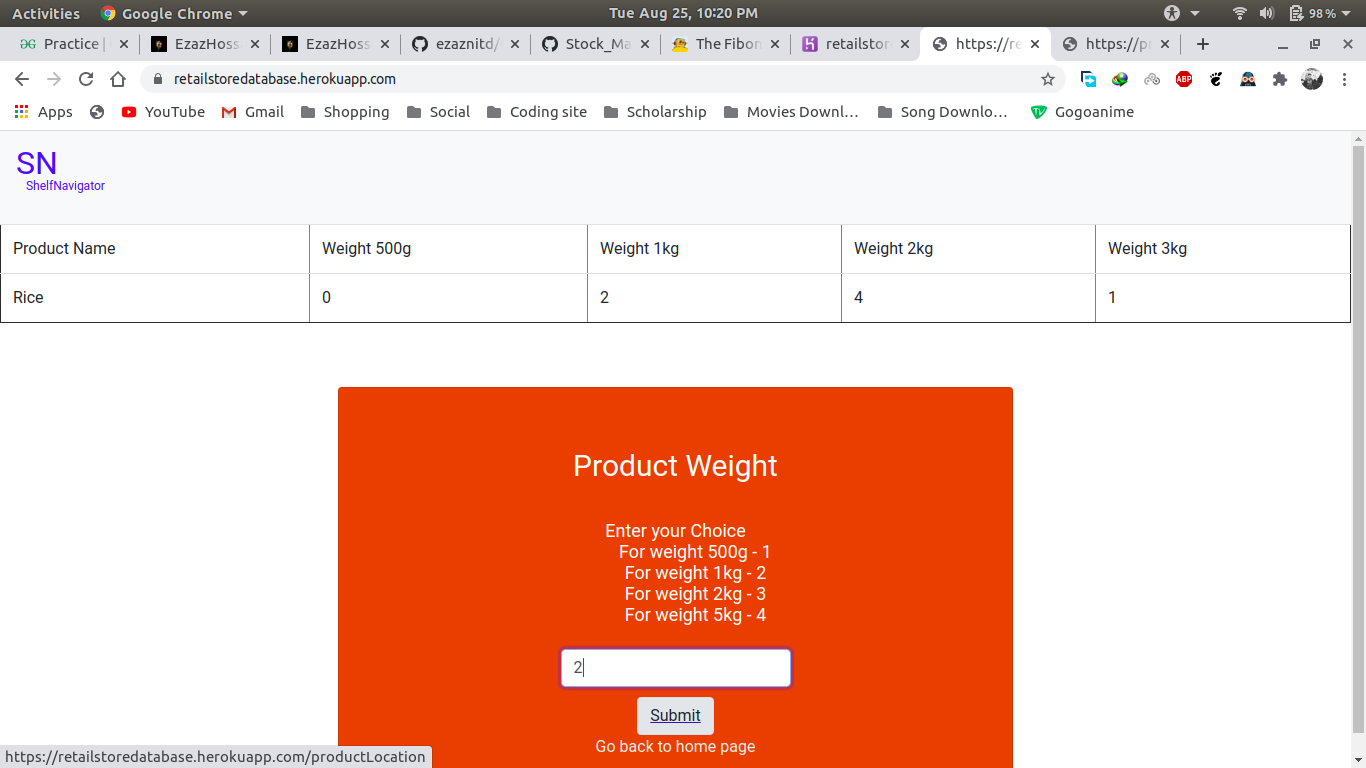 Activities Google Chrome Tue Aug 25, 10:20 PM 98%
Practice | EzazHoss EzazHoss ezaznitd/ Stock_Ma The Fibon retailstor https://re https://pr
retailstoredatabase.herokuapp.com ABP
Apps YouTube Gmail Shopping Social Coding site Scholarship Movies Downl... Song Downlo... Gogoanime
SN
ShelfNavigator
Product Name Weight 500g Weight 1kg Weight 2kg Weight 3kg
Rice 0 2 4 1
Product Weight
Enter your Choice
For weight 500g - 1
For weight 1kg - 2
For weight 2kg - 3
For weight 5kg - 4
2
Submit
Go back to home page
https://retailstoredatabase.herokuapp.com/productLocation